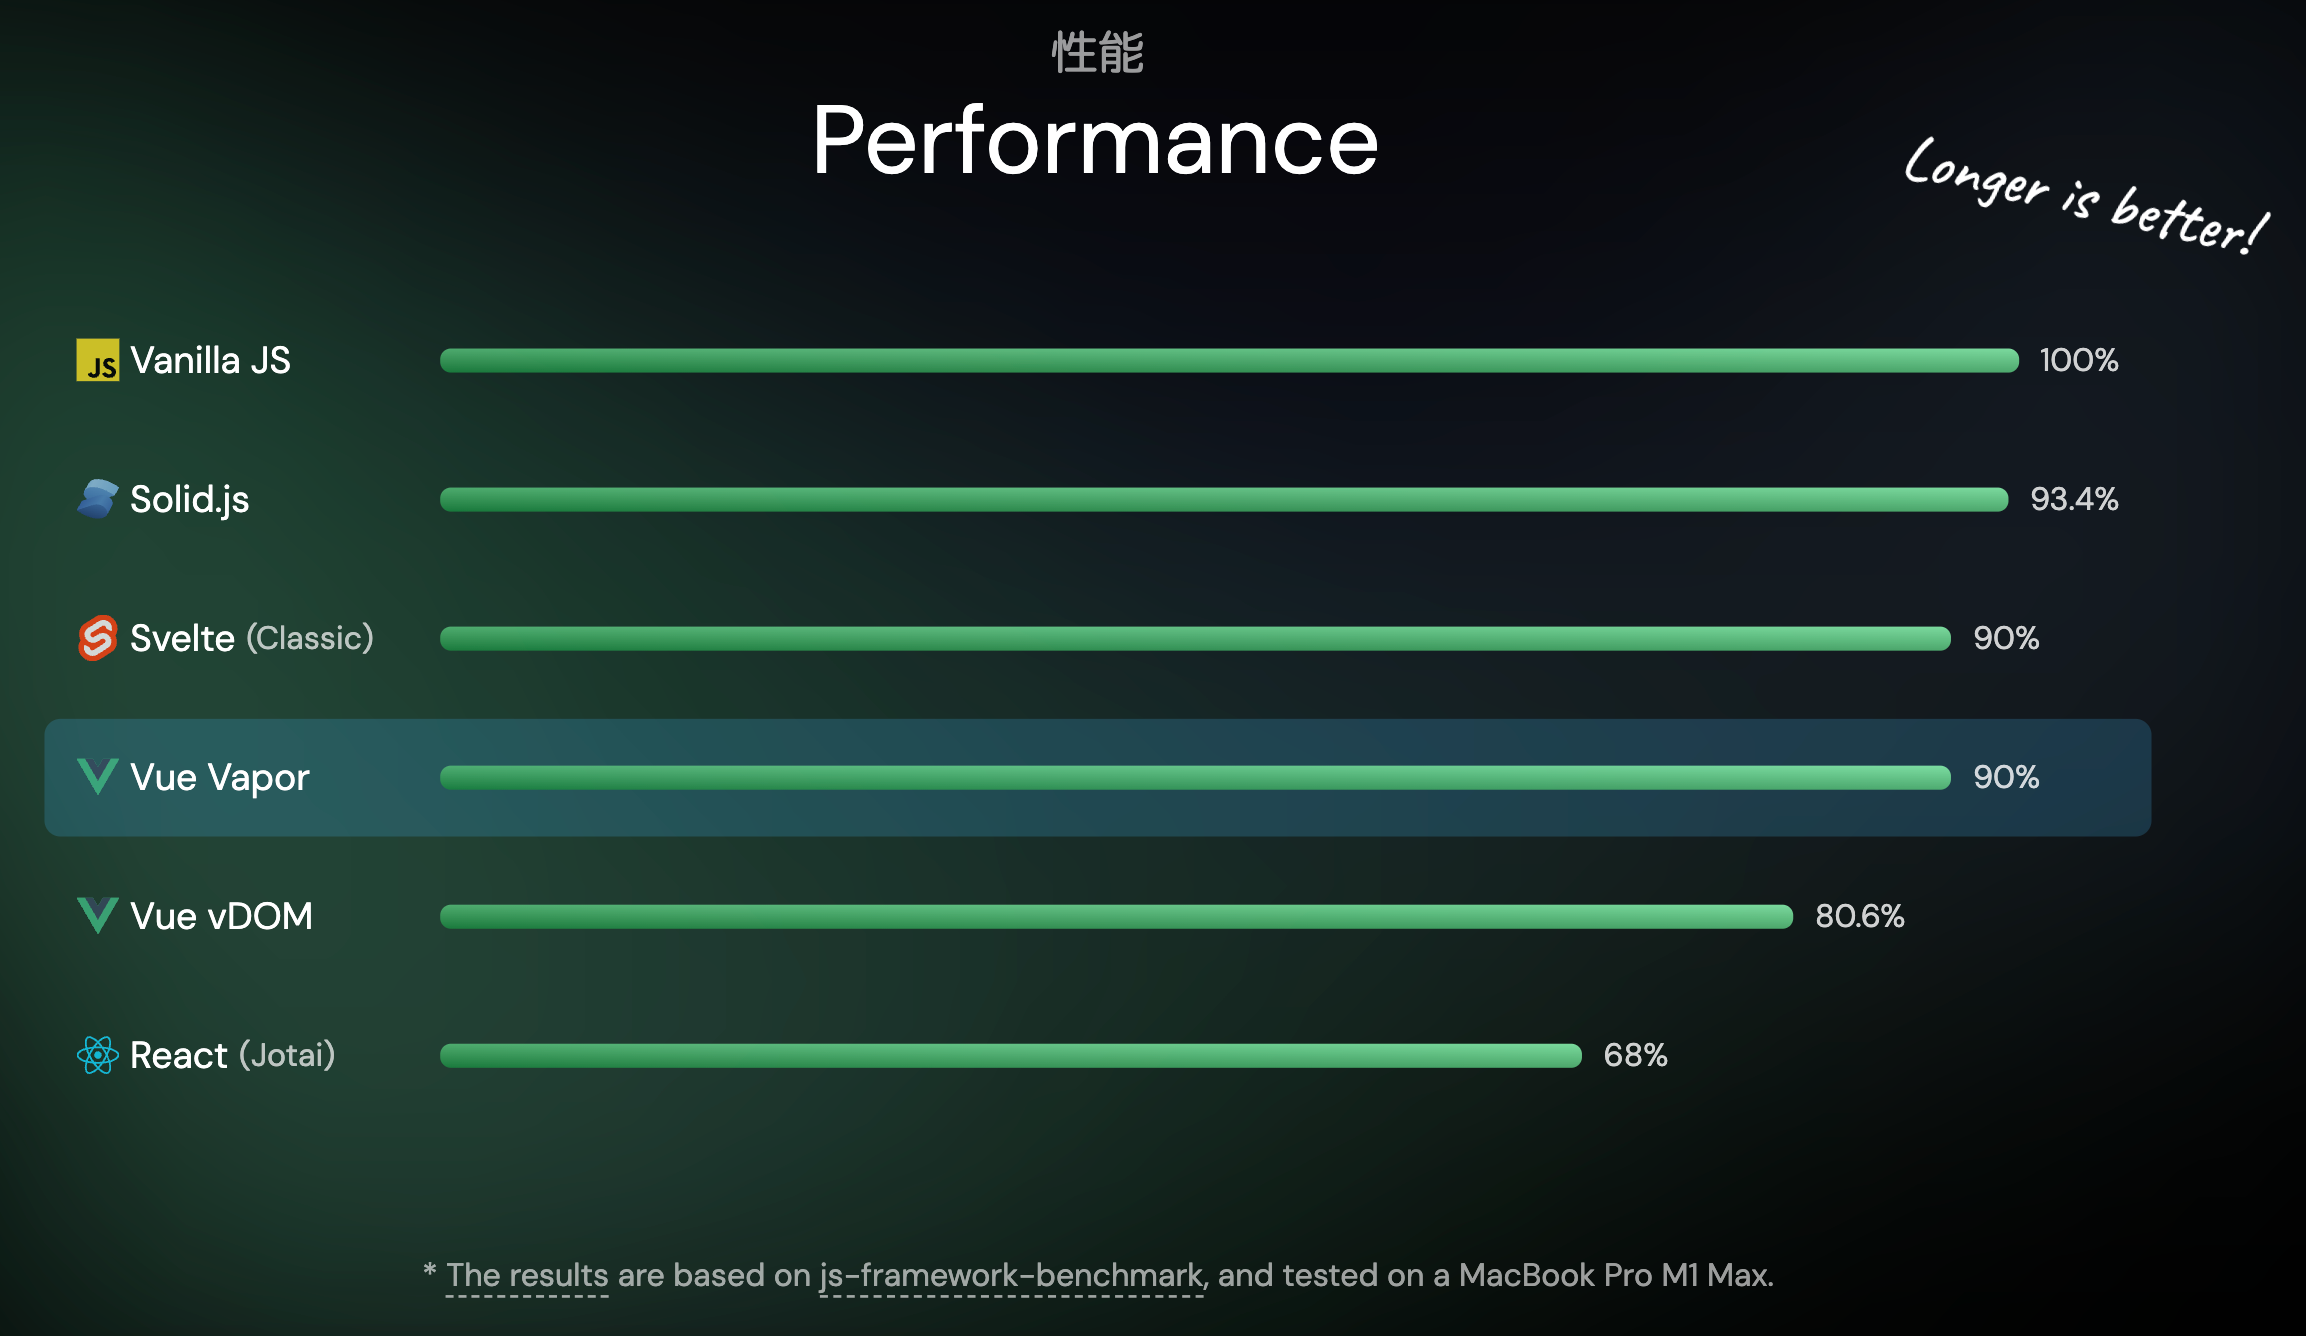 性能
Performance
Longer is better!
JS Vanilla JS 100%
Solid.js 93.4%
Svelte (Classic) 90%
Vue Vapor 90%
Vue vDOM 80.6%
React (Jotai) 68%
* The results are based on js-framework-benchmark, and tested on a MacBook Pro M1 Max.